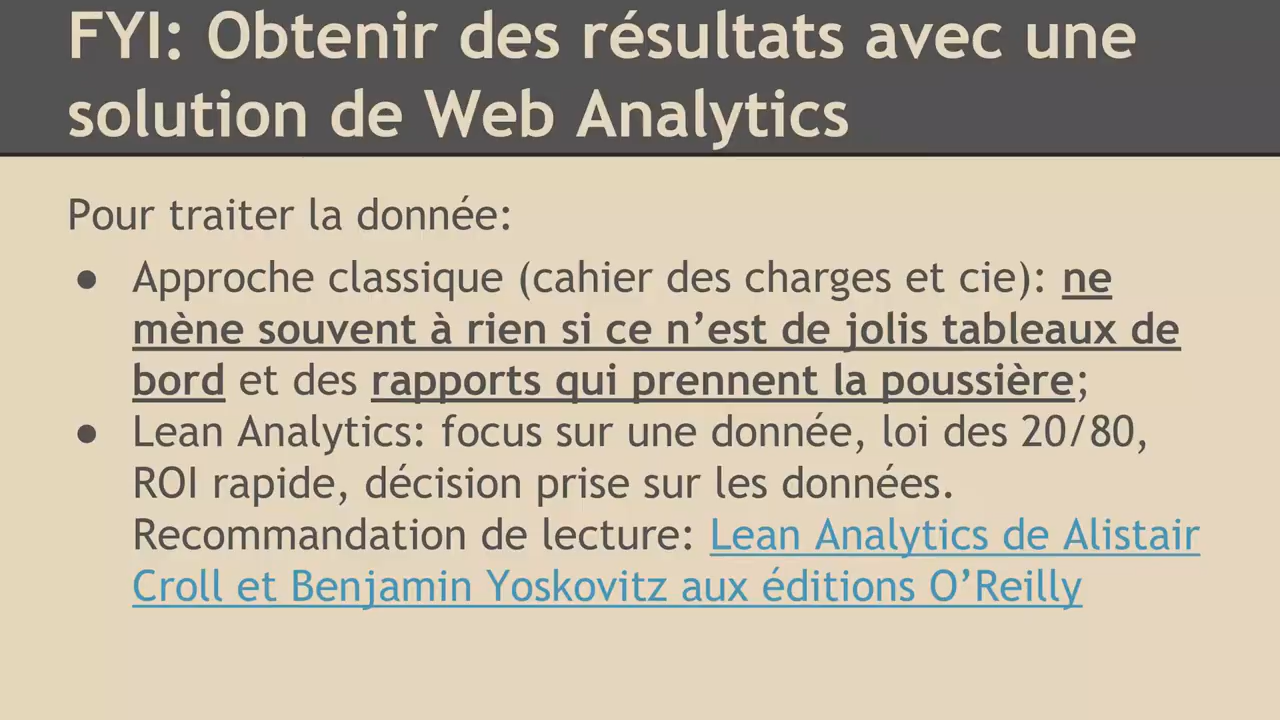 FYI: Obtenir des résultats avec une
solution de Web Analytics
Pour traiter la donnée:
● Approche classique (cahier des charges et cie): ne
mène souvent à rien si ce n’est de jolis tableaux de
bord et des rapports qui prennent la poussière;
● Lean Analytics: focus sur une donnée, loi des 20/80,
ROI rapide, décision prise sur les données.
Recommandation de lecture: Lean Analytics de Alistair
Croll et Benjamin Yoskovitz aux éditions O’Reilly